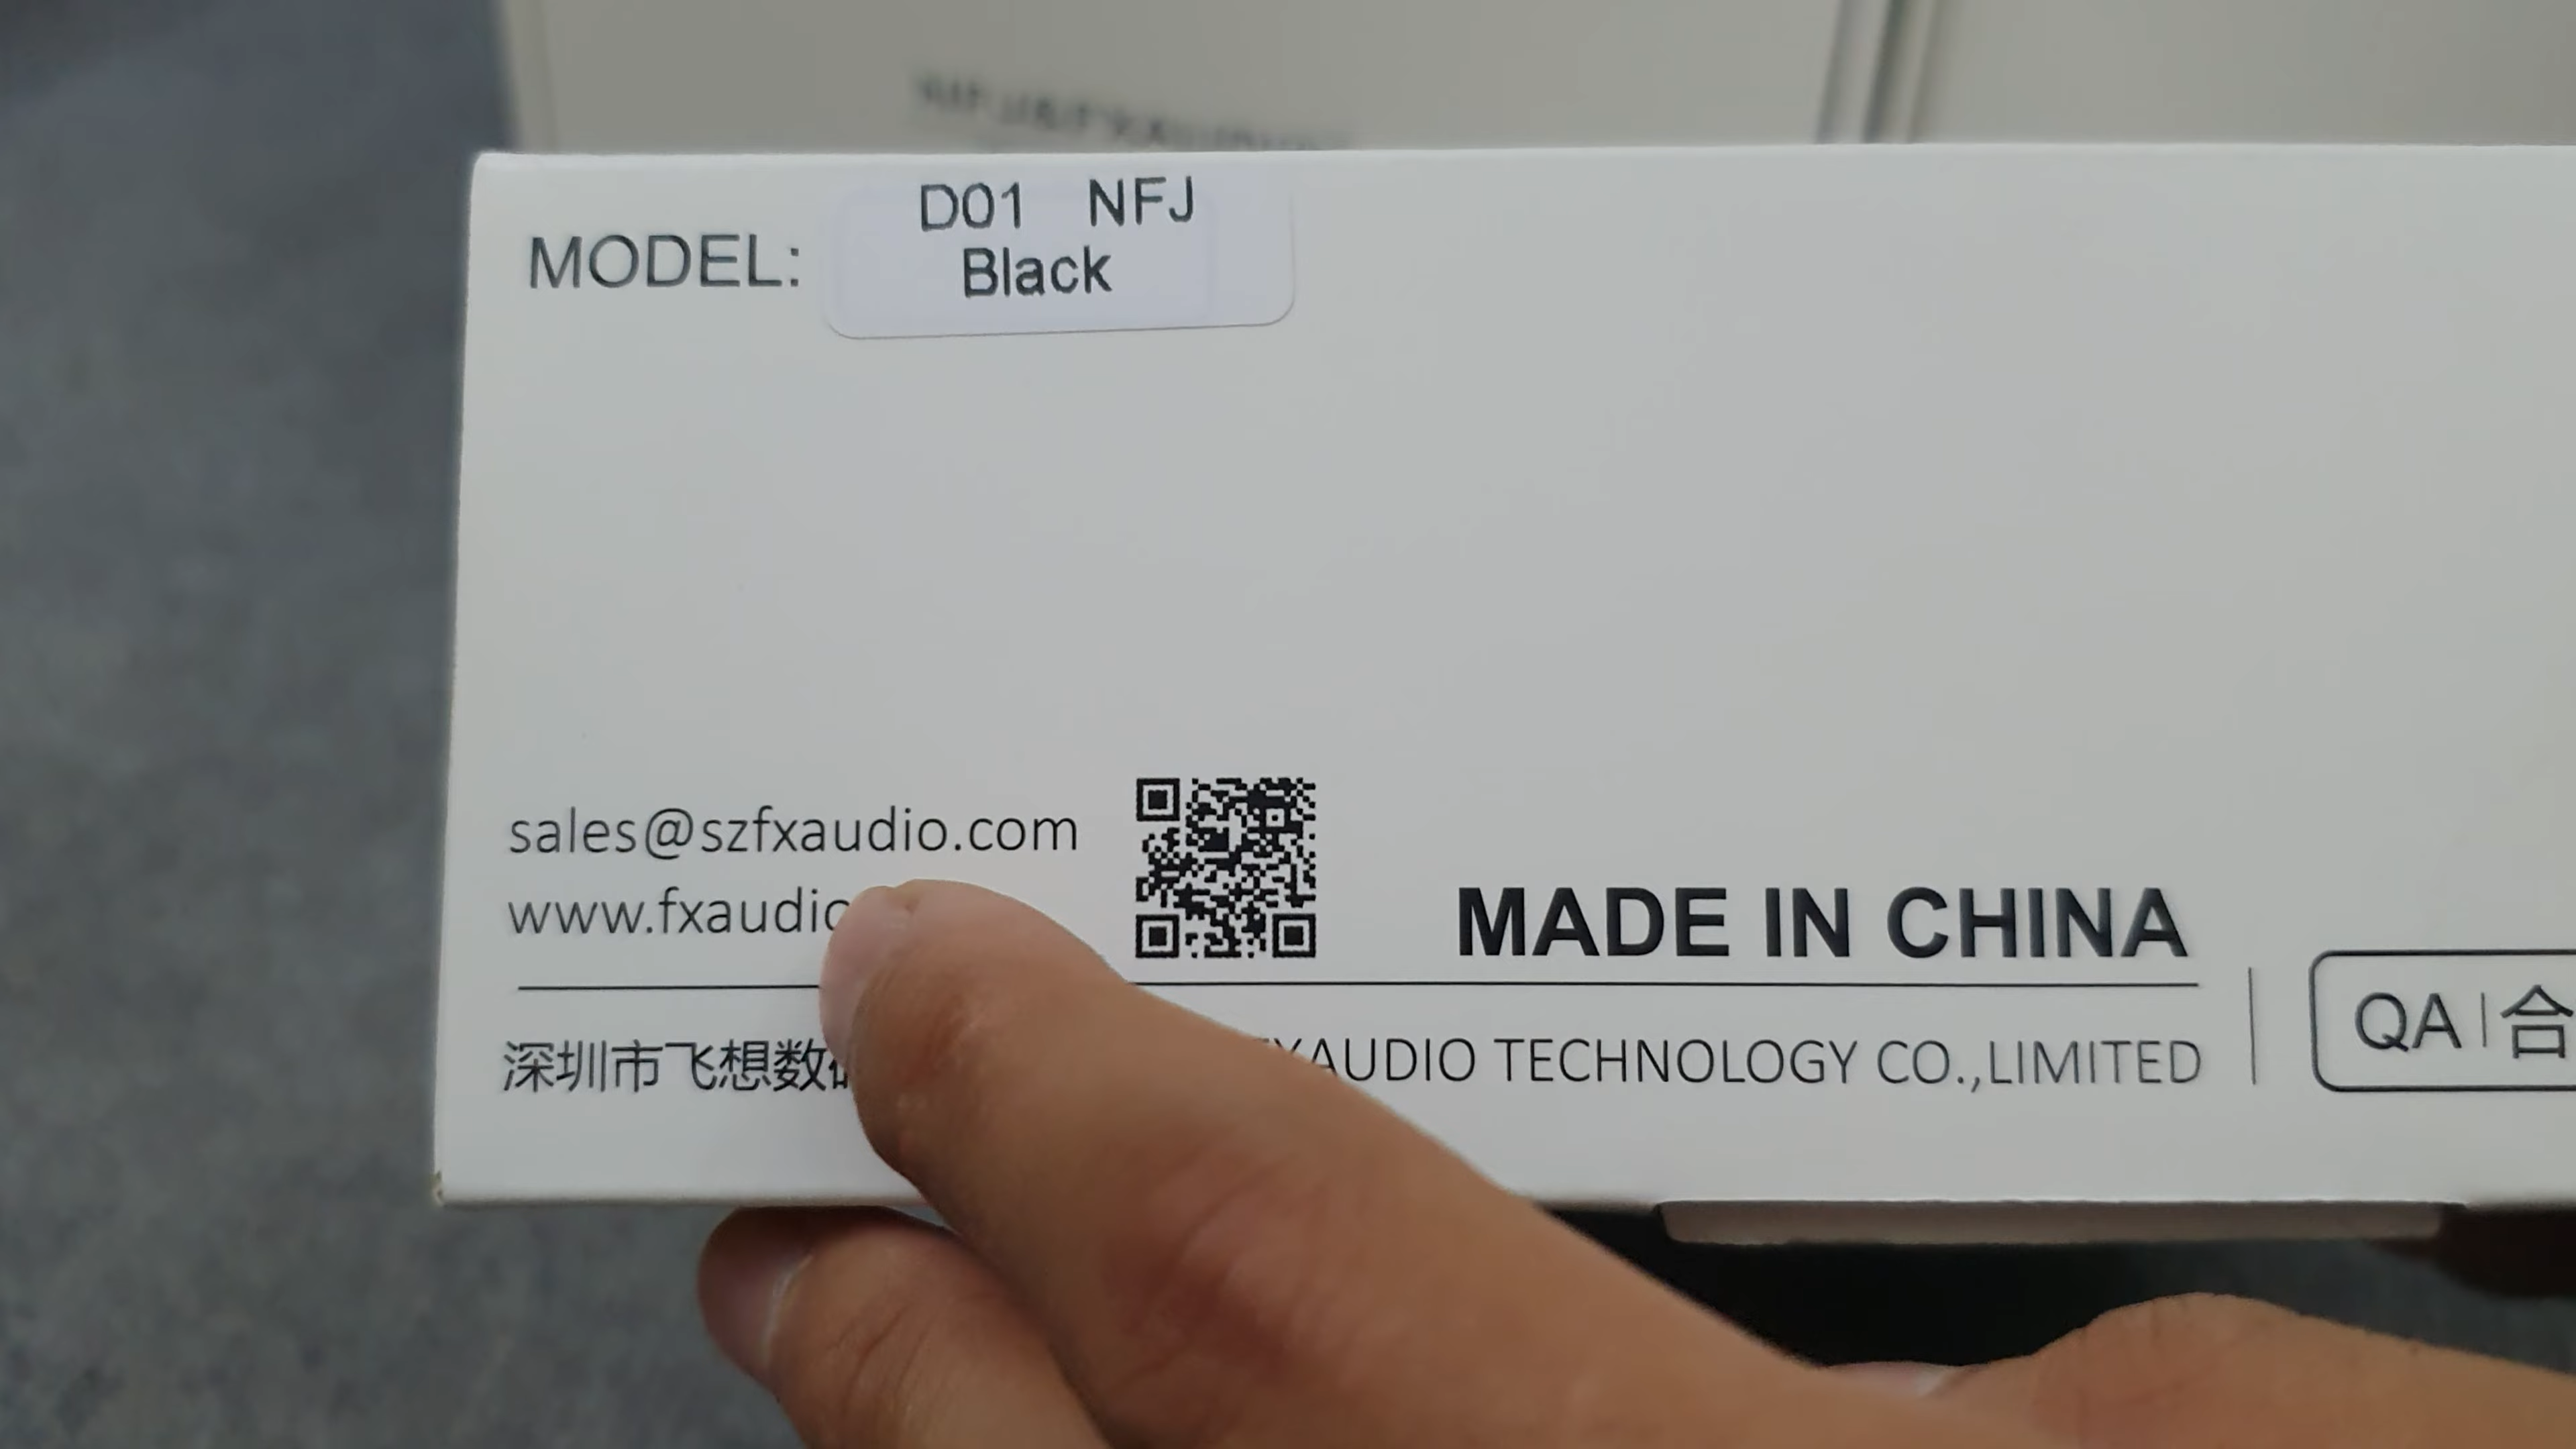 D01 NFJ
MODEL:
Black
sales@szfxaudio.com
www.fxaudio
MADE IN CHINA
深圳市飞想数
AUDIO TECHNOLOGY CO.,LIMITED
QA|合